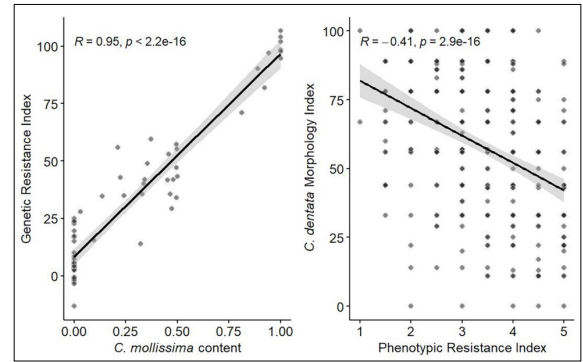 R = 0.95, p < 2.2e-16
Genetic Resistance Index
100
75
50
25
0
0.00 0.25 0.50 0.75 1.00
C. mollissima content
R = −0.41, p = 2.9e-16
C. dentata Morphology Index
100
75
50
25
0
1 2 3 4 5
Phenotypic Resistance Index